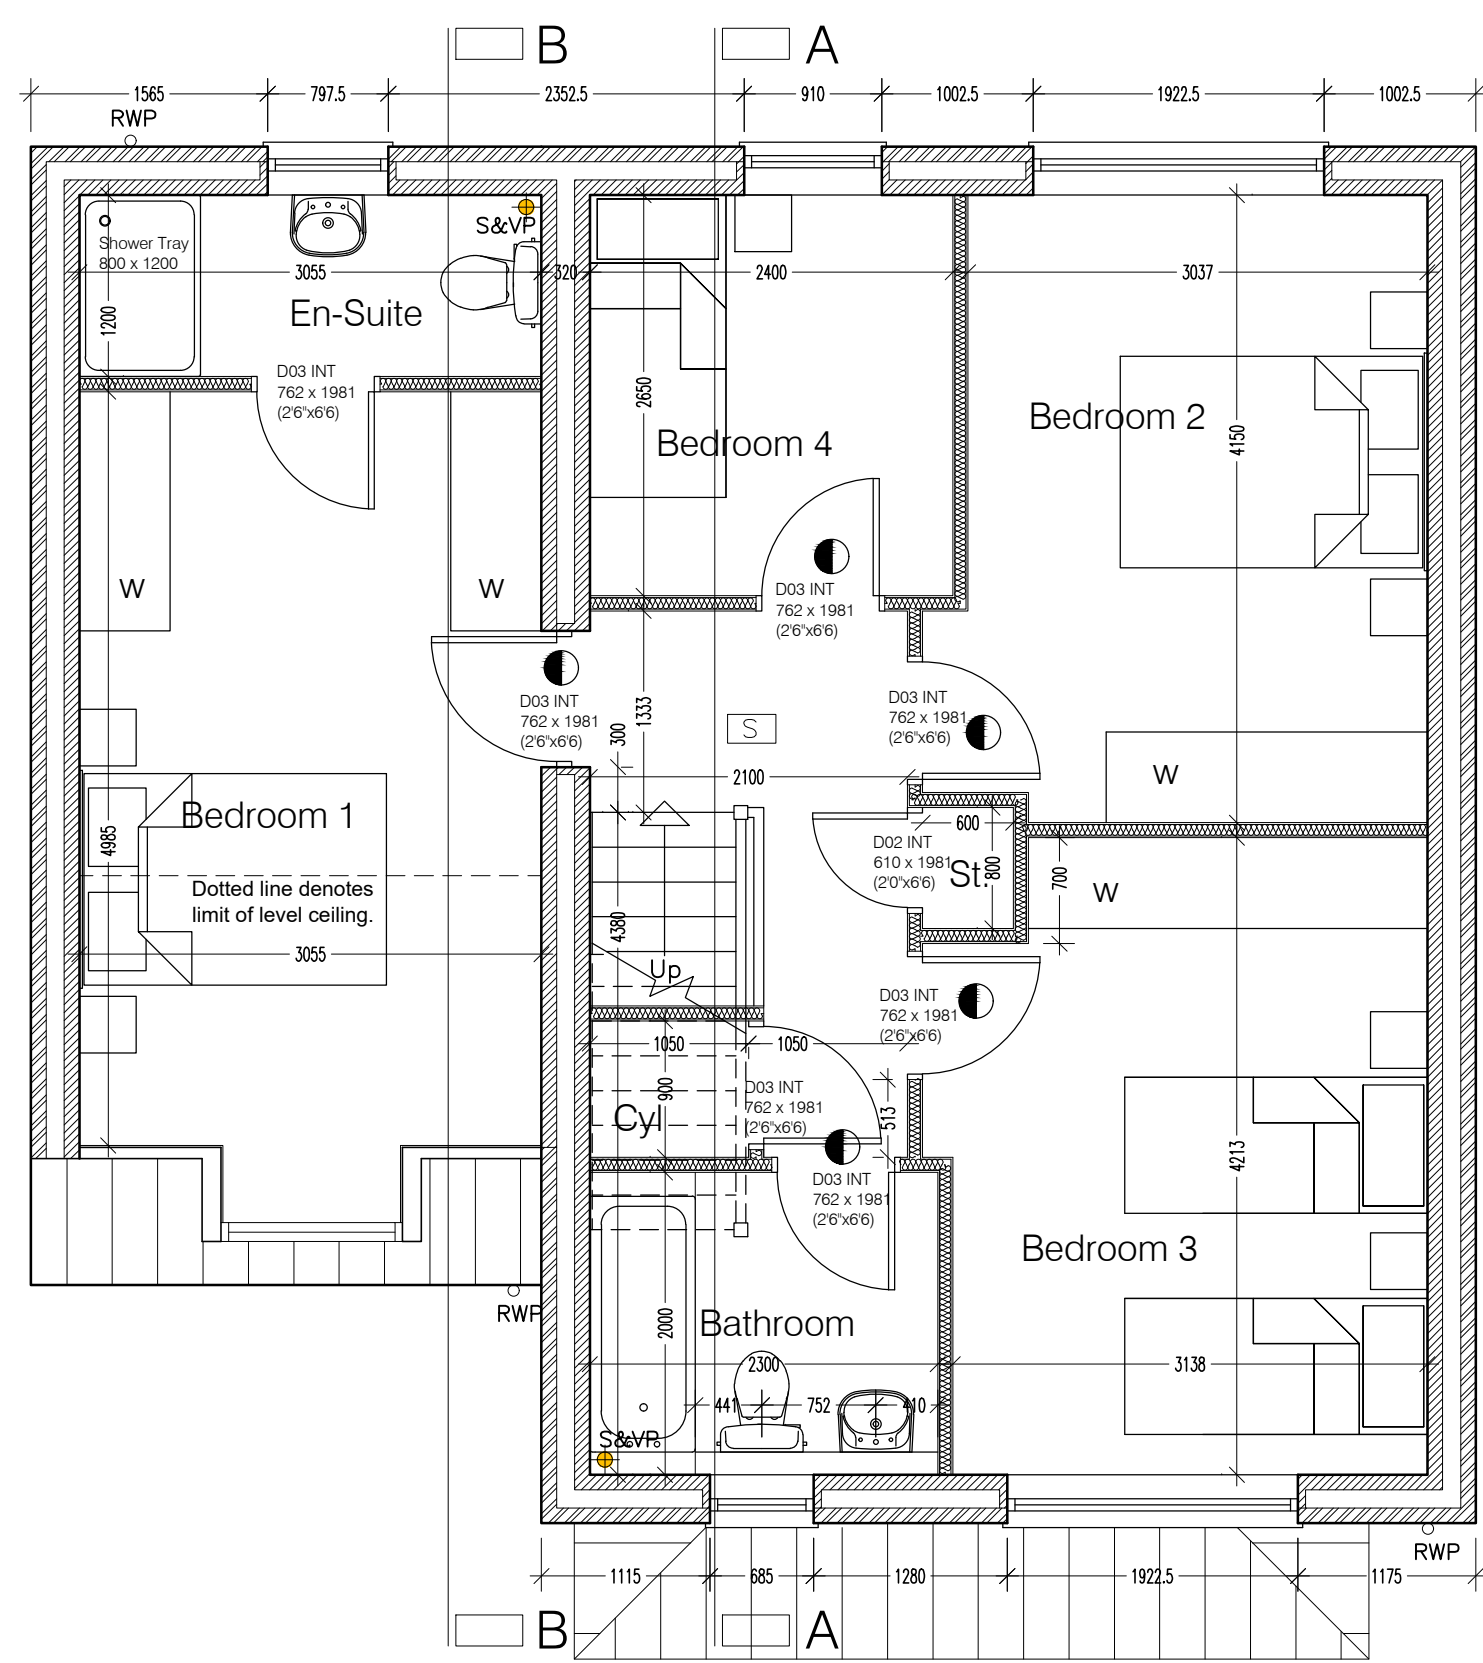 B
A
1565
797.5
2352.5
910
1002.5
1922.5
1002.5
RWP
S&VP
Shower Tray
800 x 1200
3055
320
2400
3037
En-Suite
1200
D03 INT
762 x 1981
(2'6"x6'6)
2650
Bedroom 4
Bedroom 2
4150
W
W
D03 INT
762 x 1981
(2'6"x6'6)
D03 INT
762 x 1981
(2'6"x6'6)
300
1333
S
D03 INT
762 x 1981
(2'6"x6'6)
2100
W
Bedroom 1
4985
Dotted line denotes
limit of level ceiling.
3055
600
D02 INT
610 x 1981
(2'0"x6'6)
St.
800
700
W
4380
Up
D03 INT
762 x 1981
(2'6"x6'6)
1050
1050
900
Cyl
D03 INT
762 x 1981
(2'6"x6'6)
513
D03 INT
762 x 1981
(2'6"x6'6)
4213
Bedroom 3
RWP
2000
Bathroom
2300
3138
441
752
410
S&VP
RWP
1115
685
1280
1922.5
1175
B
A